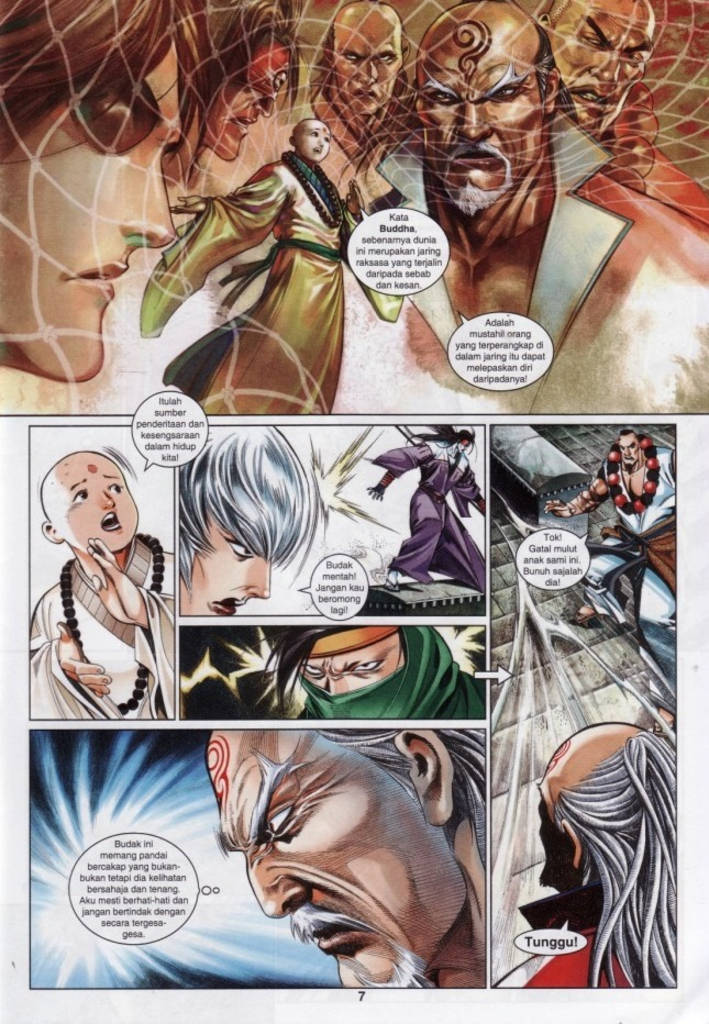 Kata
Buddha,
sebenarnya dunia
ini merupakan jaring
raksasa yang terjalin
daripada sebab
dan kesan.
Adalah
mustahil orang
yang terperangkap di
dalam jaring itu dapat
melepaskan diri
daripadanya!
Itulah
sumber
penderitaan dan
kesengsaraan
dalam hidup
kita!
Budak
mentah!
Jangan kau
beromong
lagi!
Tok!
Gatal mulut
anak sami ini.
Bunuh sajalah
dia!
Budak ini
memang pandai
bercakap yang bukan-
bukan tetapi dia kelihatan
bersahaja dan tenang.
Aku mesti berhati-hati dan
jangan bertindak dengan
secara tergesa-
gesa.
Tunggu!
7